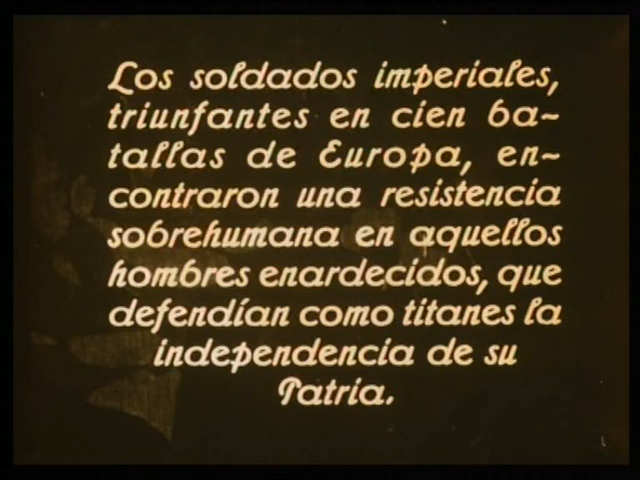 Los soldados imperiales,
triunfantes en cien ba-
tallas de Europa, en-
contraron una resistencia
sobrehumana en aquellos
hombres enardecidos, que
defendían como titanes la
independencia de su
Patria.